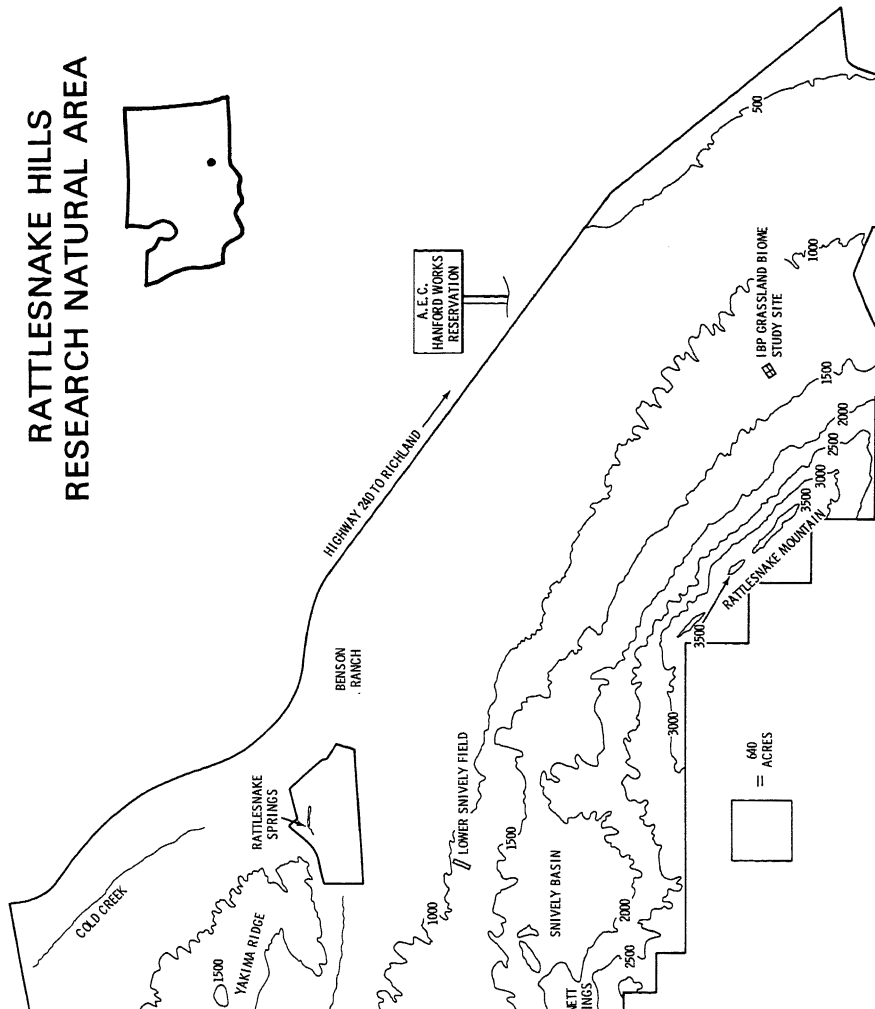 RATTLESNAKE HILLS
RESEARCH NATURAL AREA
A.E.C.
HANFORD WORKS
RESERVATION
HIGHWAY 240 TO RICHLAND
500
1000
IBP GRASSLAND BIOME
STUDY SITE
1500
2000
2500
3000
3500
3500
RATTLESNAKE MOUNTAIN
BENSON
RANCH
RATTLESNAKE
SPRINGS
COLD CREEK
YAKIMA RIDGE
1500
LOWER SNIVELY FIELD
1000
1500
SNIVELY BASIN
2000
2500
3000
= 640
ACRES
NETT
INGS